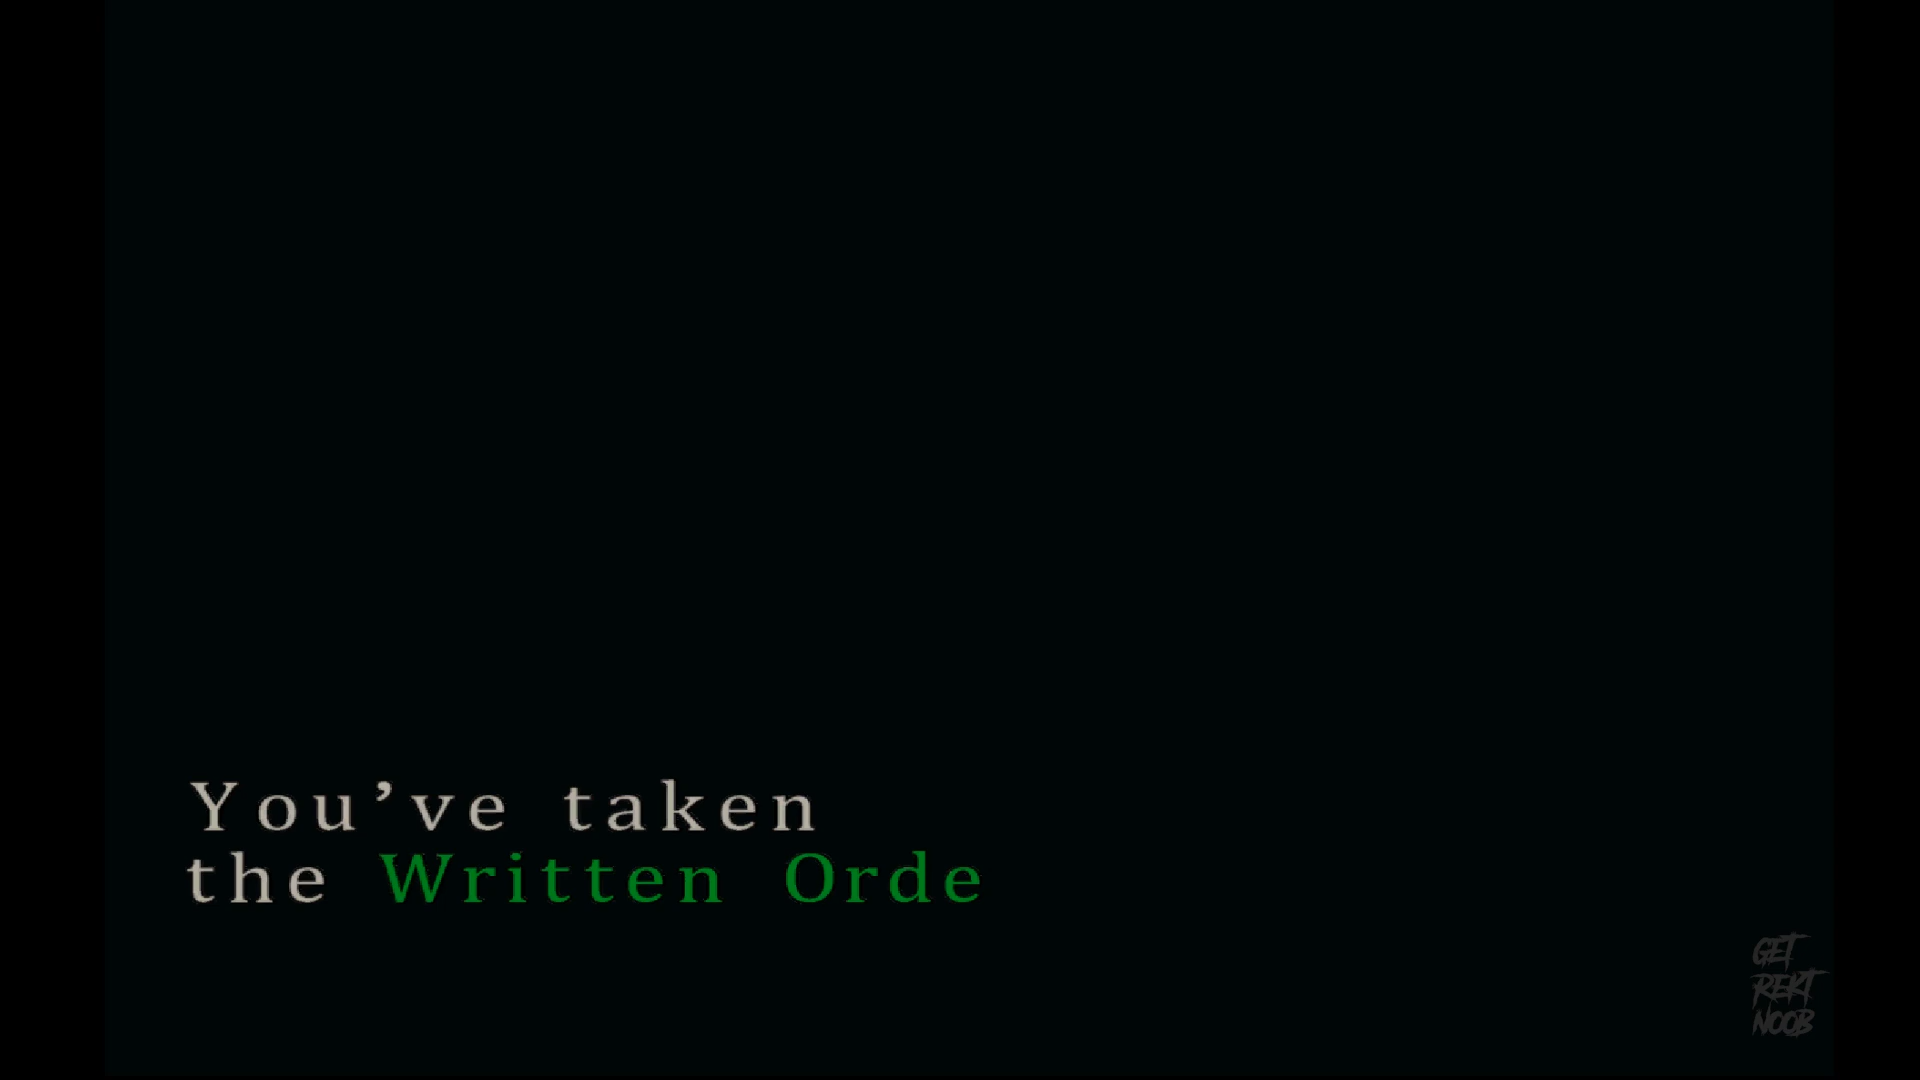 You’ve taken
the Written Orde
GET
REKT
NOOB